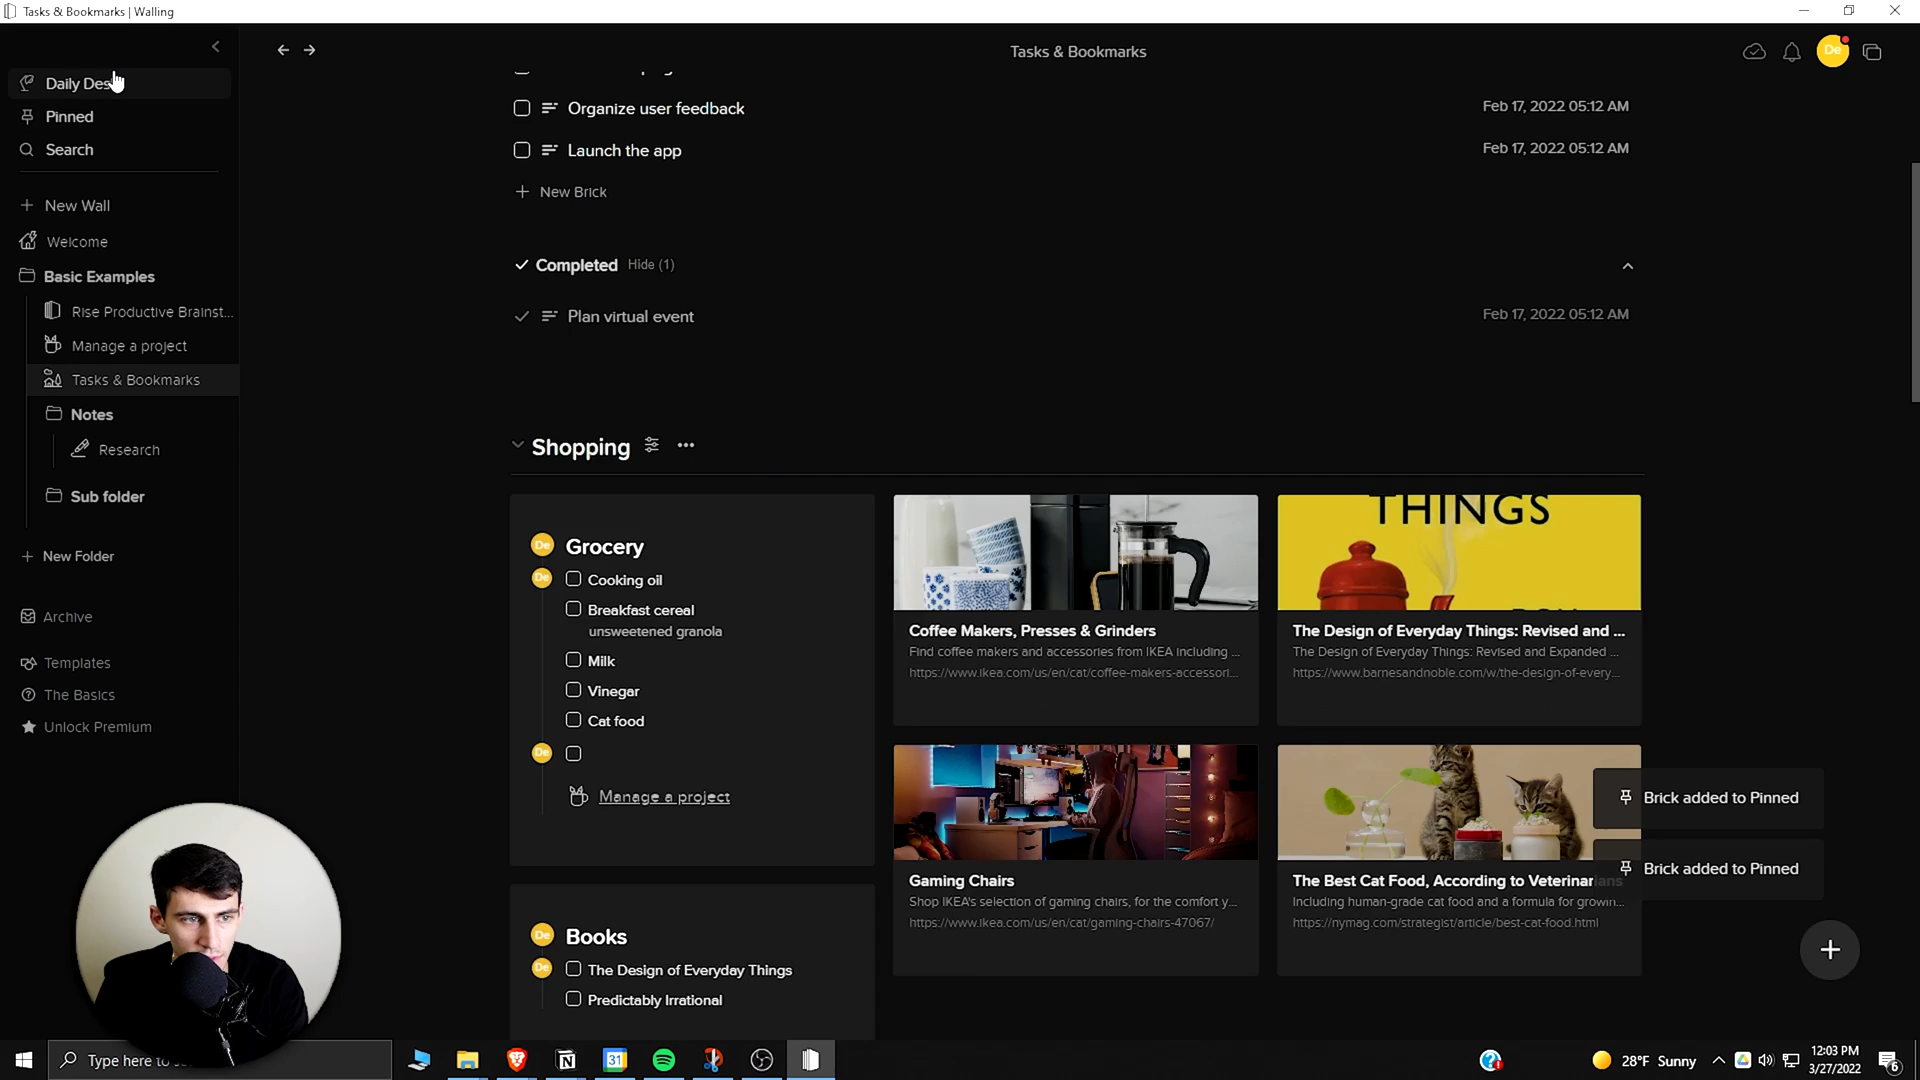 Tasks & Bookmarks | Walling
Tasks & Bookmarks
De
Daily Des
Pinned
Search
New Wall
Welcome
Basic Examples
Rise Productive Brainst...
Manage a project
Tasks & Bookmarks
Notes
Research
Sub folder
New Folder
Archive
Templates
The Basics
Unlock Premium
Organize user feedback
Feb 17, 2022 05:12 AM
Launch the app
Feb 17, 2022 05:12 AM
New Brick
Completed Hide (1)
Plan virtual event
Feb 17, 2022 05:12 AM
Shopping
De Grocery
De Cooking oil
Breakfast cereal
unsweetened granola
Milk
Vinegar
Cat food
De
Manage a project
De Books
De The Design of Everyday Things
Predictably Irrational
Coffee Makers, Presses & Grinders
Find coffee makers and accessories from IKEA including ...
https://www.ikea.com/us/en/cat/coffee-makers-accessori...
THINGS
The Design of Everyday Things: Revised and ...
The Design of Everyday Things: Revised and Expanded ...
https://www.barnesandnoble.com/w/the-design-of-every...
Gaming Chairs
Shop IKEA's selection of gaming chairs, for the comfort y...
https://www.ikea.com/us/en/cat/gaming-chairs-47067/
The Best Cat Food, According to Veterinarians
Including human-grade cat food and a formula for growin...
https://nymag.com/strategist/article/best-cat-food.html
Brick added to Pinned
Brick added to Pinned
Type here to
31
28°F Sunny
12:03 PM
3/27/2022
6